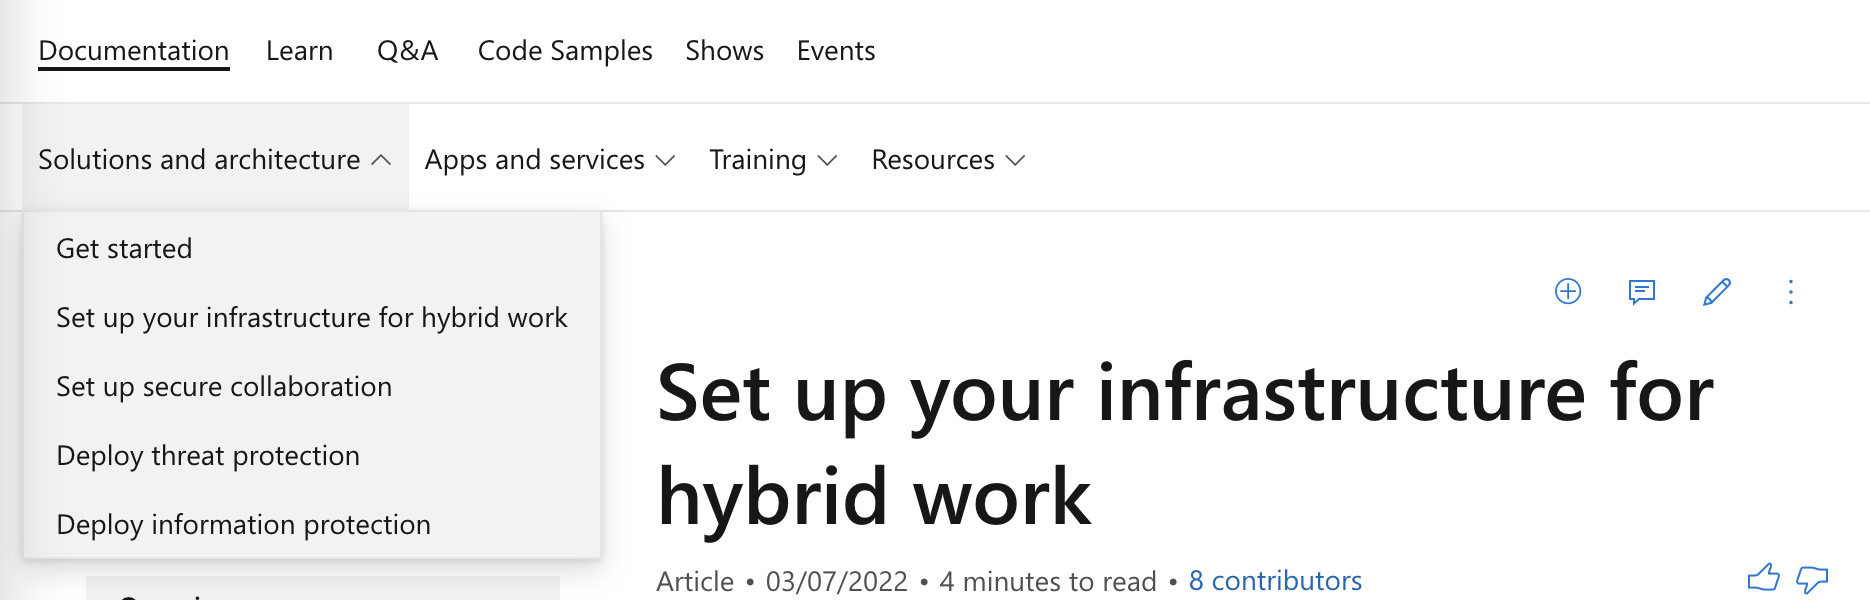 Documentation Learn Q&A Code Samples Shows Events
Solutions and architecture Apps and services Training Resources
Get started
Set up your infrastructure for hybrid work
Set up secure collaboration
Deploy threat protection
Deploy information protection
Set up your infrastructure for
hybrid work
Article • 03/07/2022 • 4 minutes to read • 8 contributors